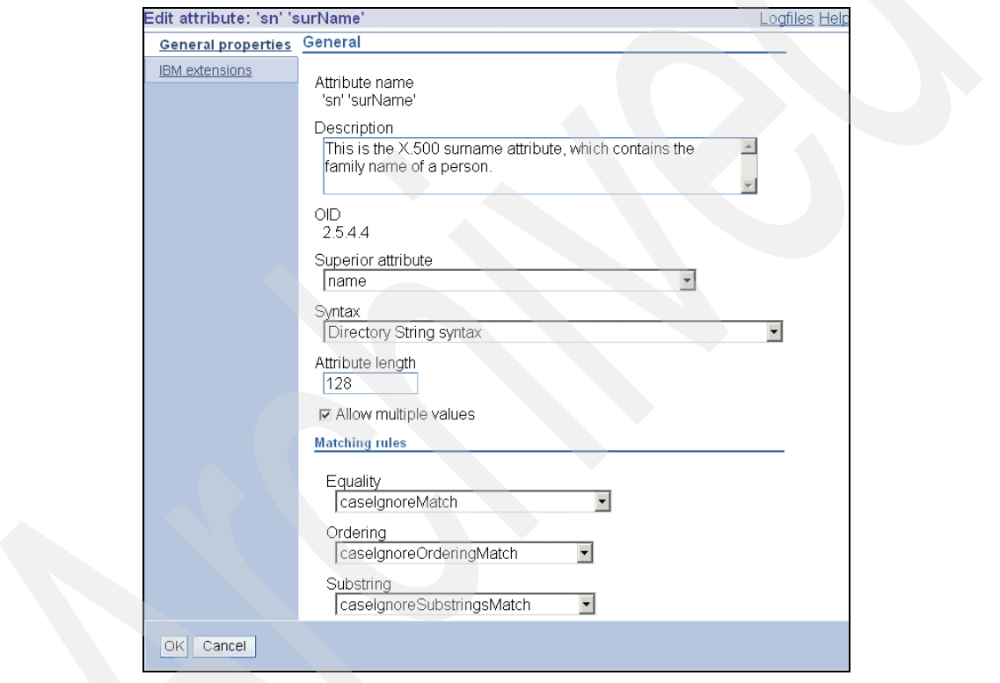 Edit attribute: 'sn' 'surName'
Logfiles Help
General properties
IBM extensions
General
Attribute name
'sn' 'surName'
Description
This is the X.500 surname attribute, which contains the
family name of a person.
OID
2.5.4.4
Superior attribute
name
Syntax
Directory String syntax
Attribute length
128
Allow multiple values
Matching rules
Equality
caseIgnoreMatch
Ordering
caseIgnoreOrderingMatch
Substring
caseIgnoreSubstringsMatch
OK Cancel
Archived